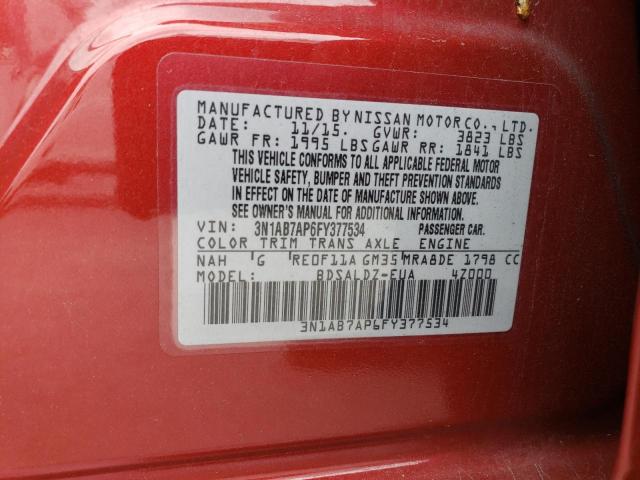 MANUFACTURED BY NISSAN MOTOR CO., LTD.
DATE: 11/15. GVWR: 3823 LBS
GAWR FR: 1995 LBS GAWR RR: 1841 LBS
THIS VEHICLE CONFORMS TO ALL APPLICABLE FEDERAL MOTOR
VEHICLE SAFETY, BUMPER AND THEFT PREVENTION STANDARDS
IN EFFECT ON THE DATE OF MANUFACTURE SHOWN ABOVE.
SEE OWNER'S MANUAL FOR ADDITIONAL INFORMATION.
VIN: 3N1AB7AP6FY377534 PASSENGER CAR.
COLOR TRIM TRANS AXLE ENGINE
NAH G RE0F11A GM35 MRA8DE 1798 CC
BDSALDZ-EUA 4Z000
3N1AB7AP6FY377534